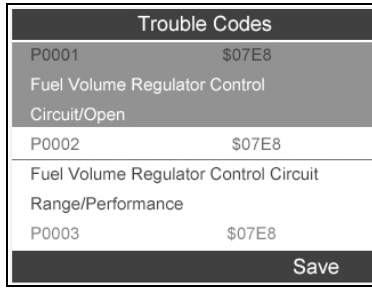 Trouble Codes
P0001 $07E8
Fuel Volume Regulator Control
Circuit/Open
P0002 $07E8
Fuel Volume Regulator Control Circuit
Range/Performance
P0003 $07E8
Save